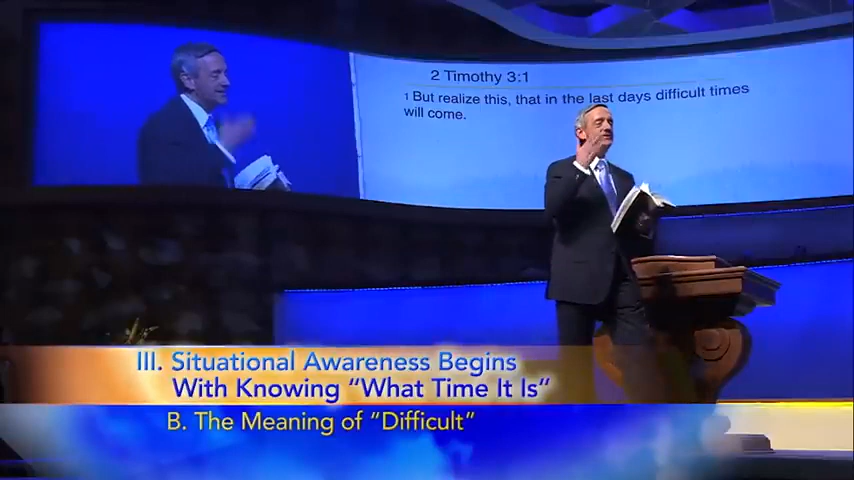 2 Timothy 3:1
1 But realize this, that in the last days difficult times
will come.
III. Situational Awareness Begins
With Knowing “What Time It Is“
B. The Meaning of “Difficult“